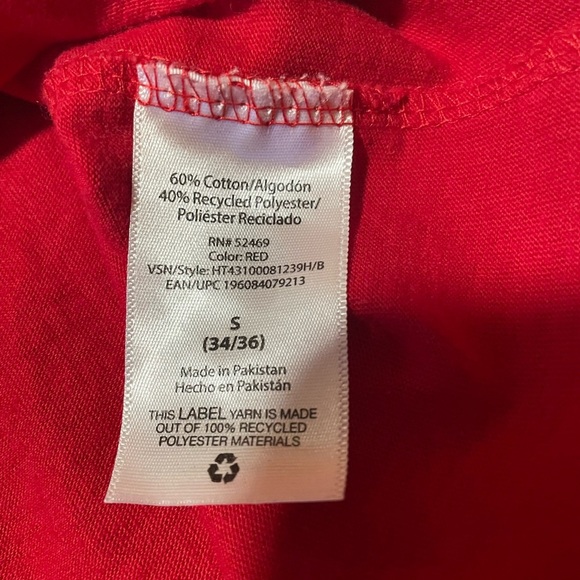 60% Cotton/Algodón
40% Recycled Polyester/
Poliéster Reciclado
RN# 52469
Color: RED
VSN/Style: HT43100081239H/B
EAN/UPC 196084079213
S
(34/36)
Made in Pakistan
Hecho en Pakistán
THIS LABEL YARN IS MADE
OUT OF 100% RECYCLED
POLYESTER MATERIALS